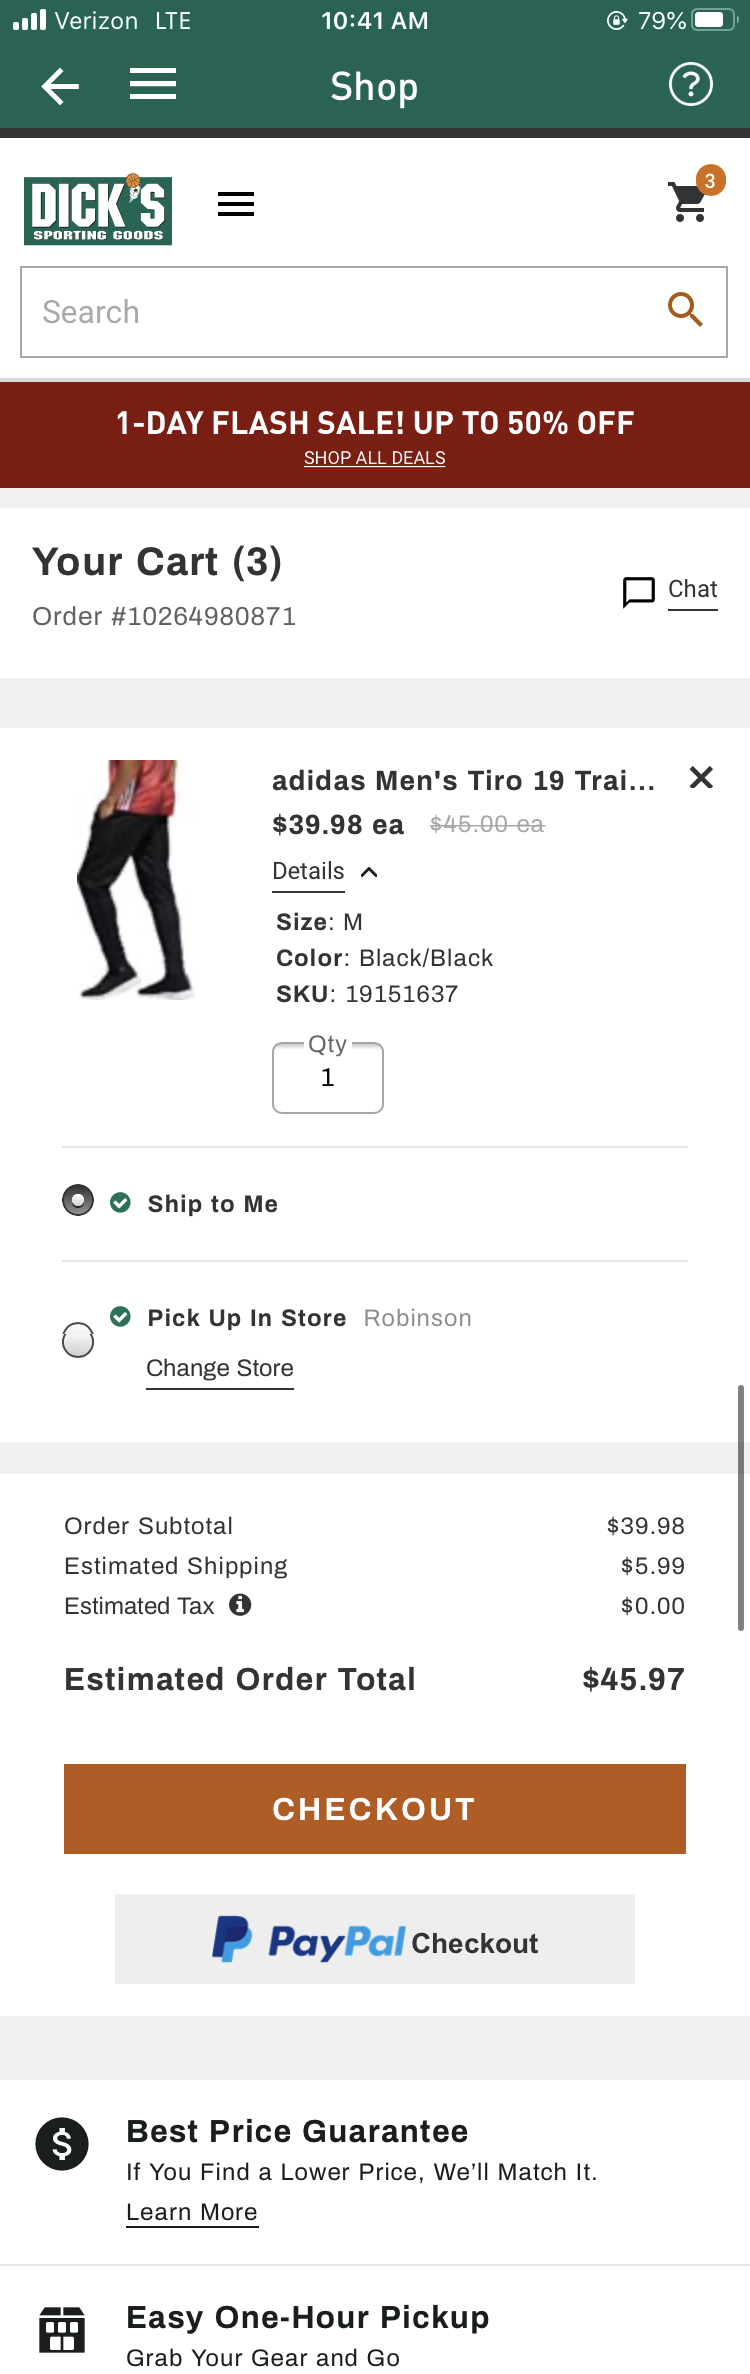 Verizon LTE 10:41 AM 79%
Shop
?
DICK'S
SPORTING GOODS
3
Search
1-DAY FLASH SALE! UP TO 50% OFF
SHOP ALL DEALS
Your Cart (3)
Order #10264980871
Chat
adidas Men's Tiro 19 Trai...
$39.98 ea $45.00 ea
Details
Size: M
Color: Black/Black
SKU: 19151637
Qty
1
Ship to Me
Pick Up In Store Robinson
Change Store
Order Subtotal $39.98
Estimated Shipping $5.99
Estimated Tax $0.00
Estimated Order Total $45.97
CHECKOUT
PayPal Checkout
Best Price Guarantee
If You Find a Lower Price, We’ll Match It.
Learn More
Easy One-Hour Pickup
Grab Your Gear and Go